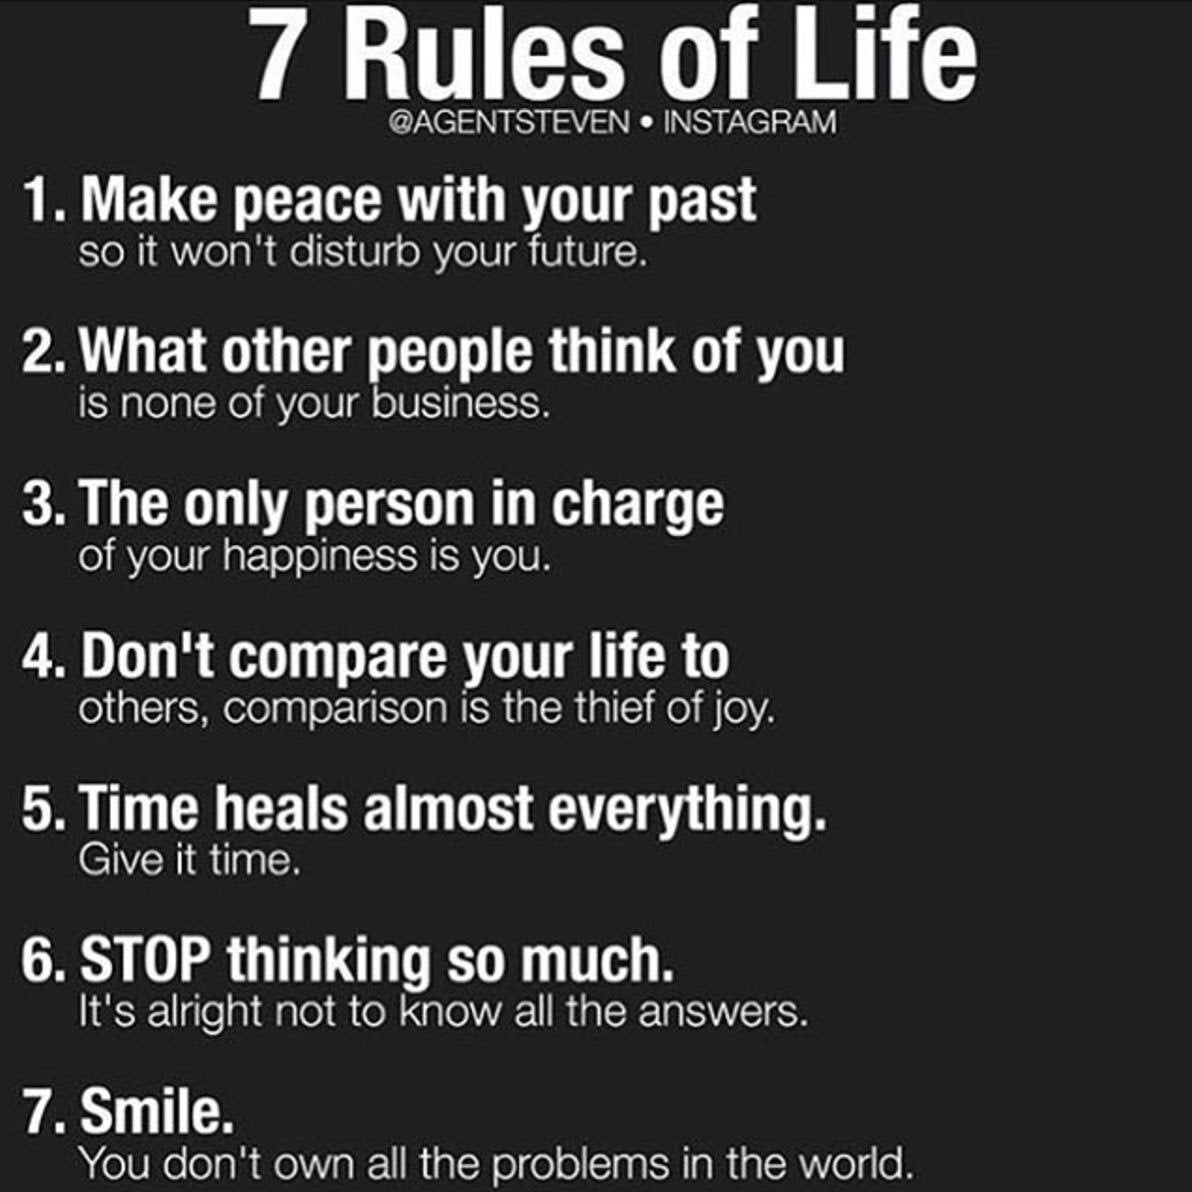 7 Rules of Life
@AGENTSTEVEN • INSTAGRAM
1. Make peace with your past
so it won't disturb your future.
2. What other people think of you
is none of your business.
3. The only person in charge
of your happiness is you.
4. Don't compare your life to
others, comparison is the thief of joy.
5. Time heals almost everything.
Give it time.
6. STOP thinking so much.
It's alright not to know all the answers.
7. Smile.
You don't own all the problems in the world.